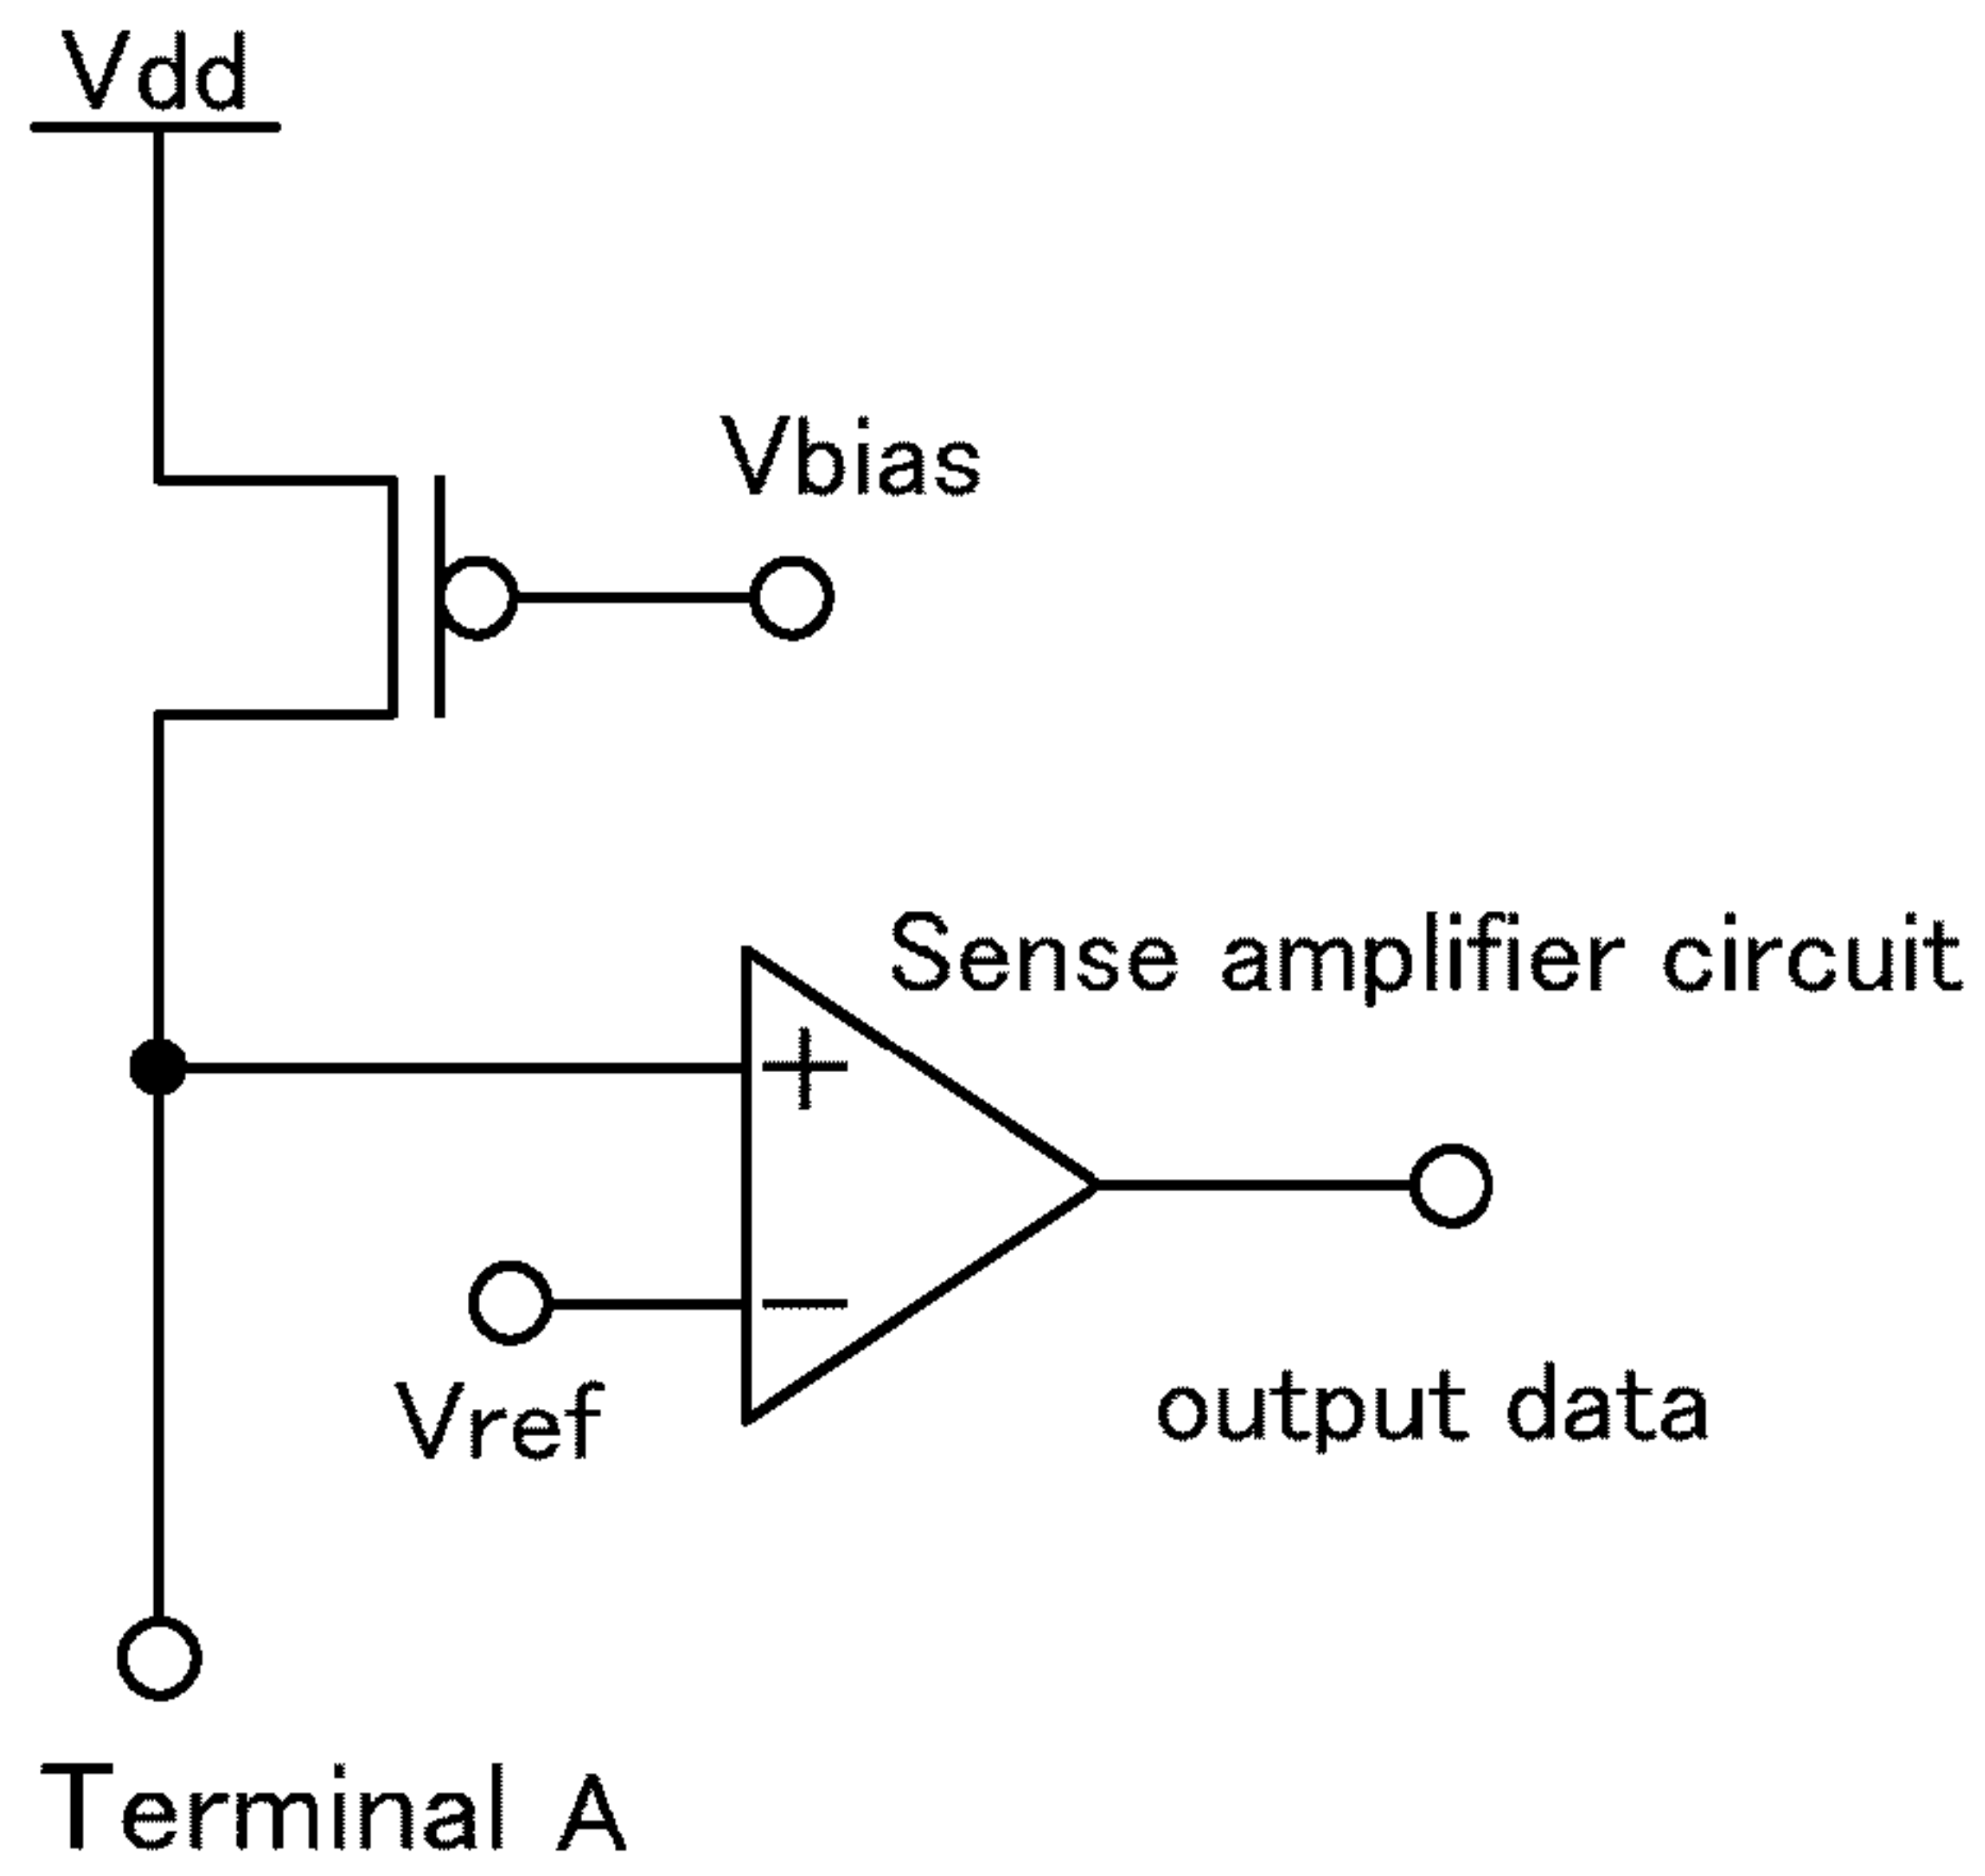 Vdd
Vbias
Sense amplifier circuit
+
−
Vref
output data
Terminal A